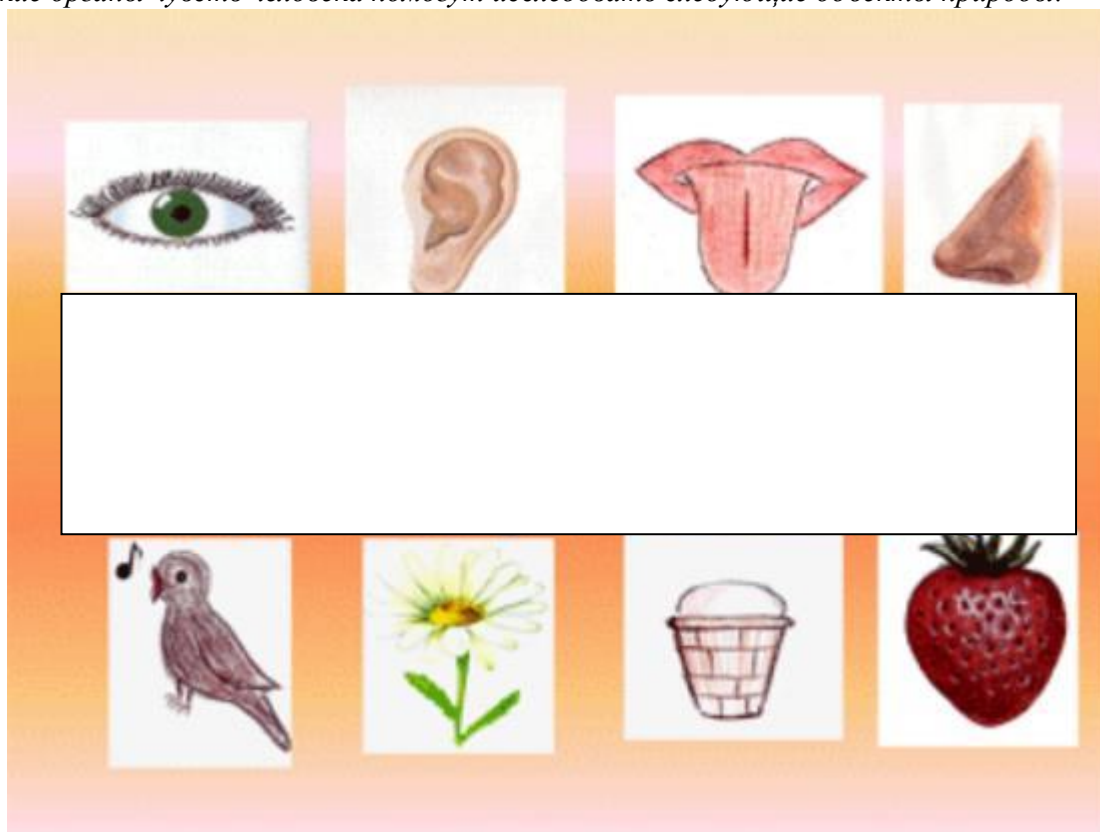 органы чувств человека помогут исследовать следующие объекты природы?